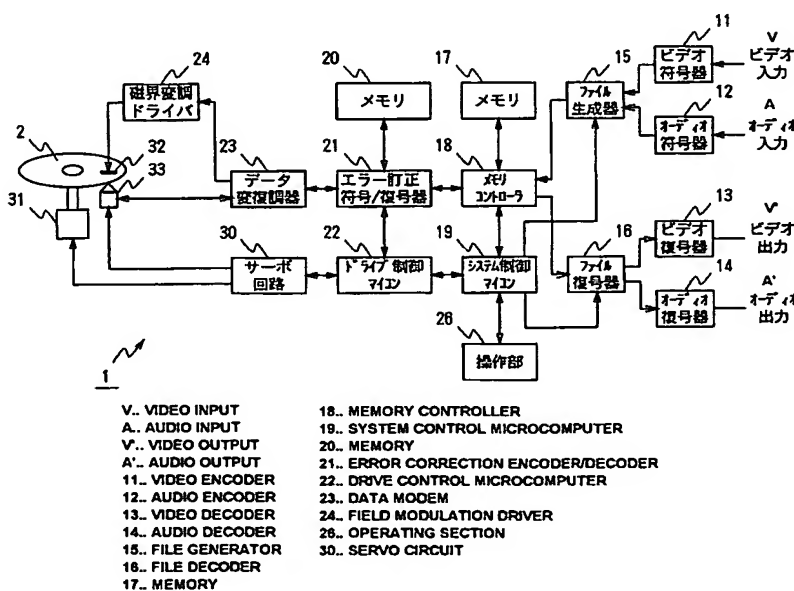 24
磁界変調
ドライバ
20
メモリ
17
メモリ
15
ファイル
生成器
11
ビデオ
符号器
V
ビデオ
入力
12
オーディオ
符号器
A
オーディオ
入力
2
32
33
31
23
データ
変復調器
21
エラー訂正
符号/復号器
18
メモリ
コントローラ
30
サーボ
回路
22
ドライブ制御
マイコン
19
システム制御
マイコン
16
ファイル
復号器
13
ビデオ
復号器
V'
ビデオ
出力
14
オーディオ
復号器
A'
オーディオ
出力
26
操作部
1
V.. VIDEO INPUT
A.. AUDIO INPUT
V'.. VIDEO OUTPUT
A'.. AUDIO OUTPUT
11.. VIDEO ENCODER
12.. AUDIO ENCODER
13.. VIDEO DECODER
14.. AUDIO DECODER
15.. FILE GENERATOR
16.. FILE DECODER
17.. MEMORY
18.. MEMORY CONTROLLER
19.. SYSTEM CONTROL MICROCOMPUTER
20.. MEMORY
21.. ERROR CORRECTION ENCODER/DECODER
22.. DRIVE CONTROL MICROCOMPUTER
23.. DATA MODEM
24.. FIELD MODULATION DRIVER
26.. OPERATING SECTION
30.. SERVO CIRCUIT